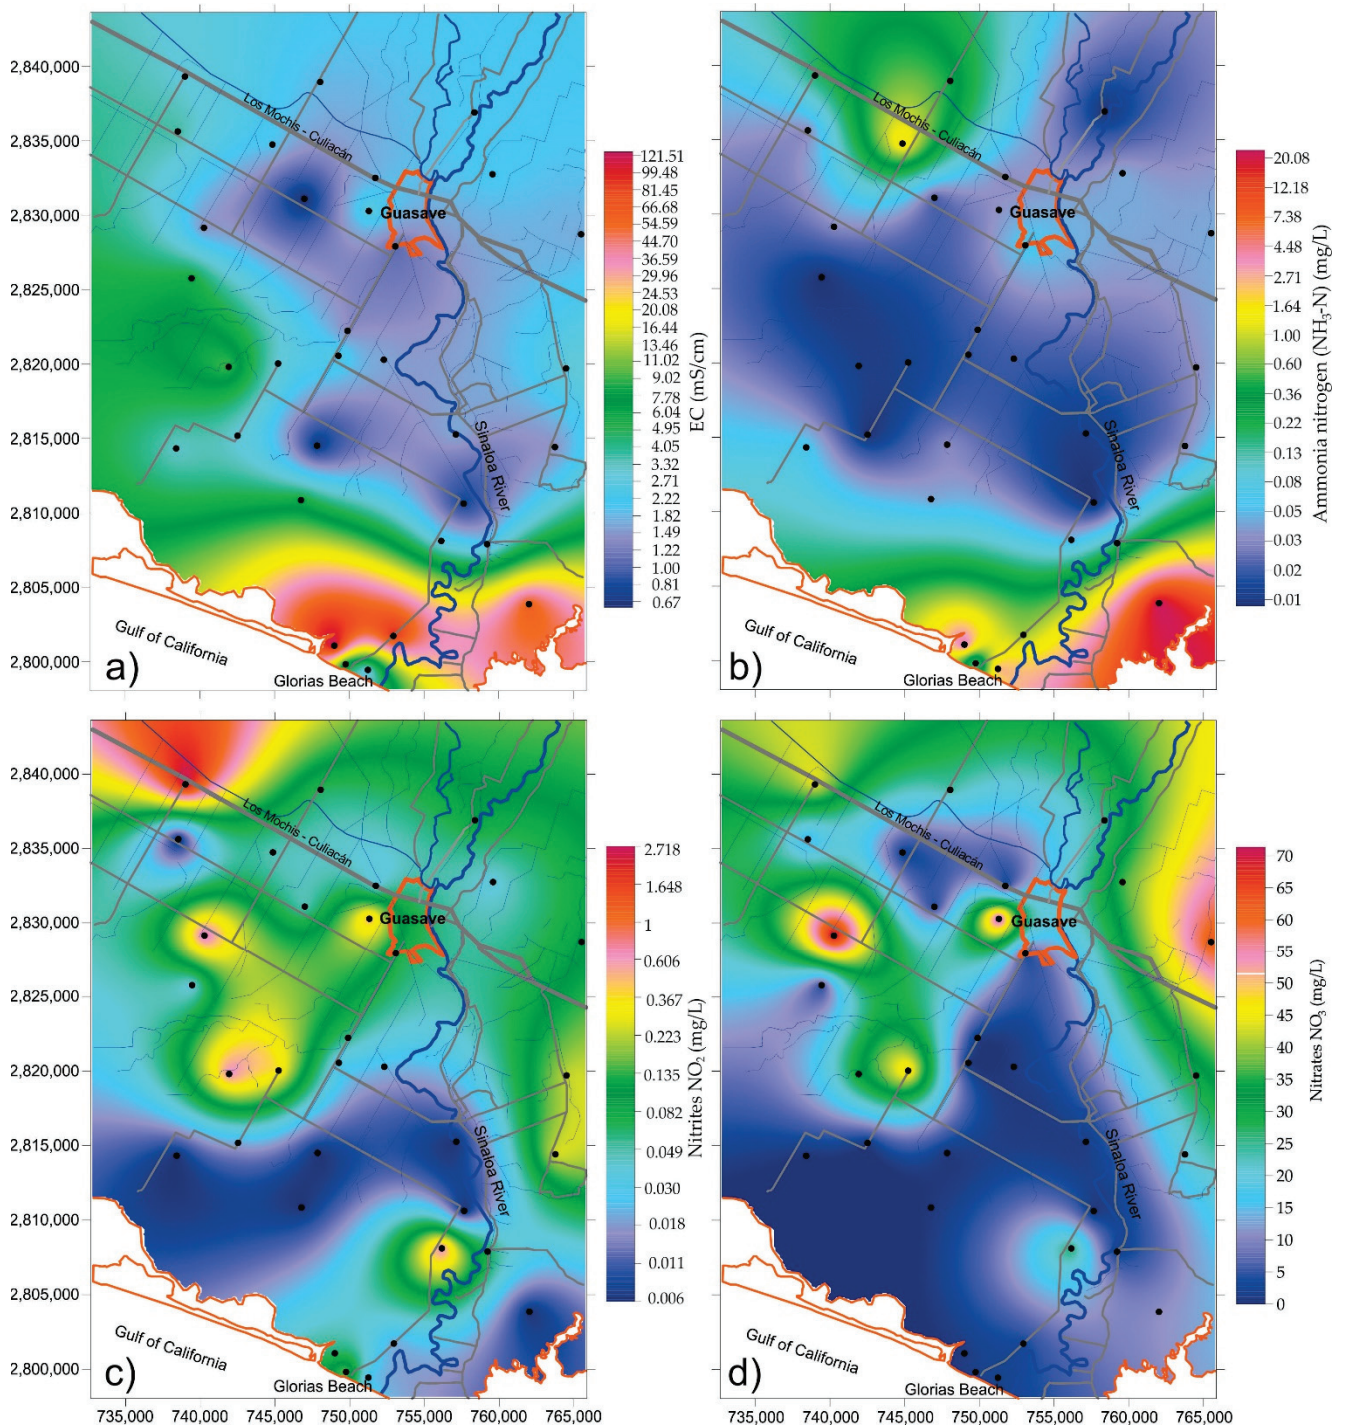 2,840,000
2,835,000
2,830,000
2,825,000
2,820,000
2,815,000
2,810,000
2,805,000
2,800,000
Los Mochis - Culiacán
Guasave
Sinaloa River
Gulf of California
a)
Glorias Beach
121.51
99.48
81.45
66.68
54.59
44.70
36.59
29.96
24.53
20.08
16.44
13.46
11.02
9.02
7.78
6.04
4.95
4.05
3.32
2.71
2.22
1.82
1.49
1.22
1.00
0.81
0.67
EC (mS/cm)
Los Mochis - Culiacán
Guasave
Sinaloa River
Gulf of California
b)
Glorias Beach
20.08
12.18
7.38
4.48
2.71
1.64
1.00
0.60
0.36
0.22
0.13
0.08
0.05
0.03
0.02
0.01
Ammonia nitrogen (NH₃-N) (mg/L)
2,840,000
2,835,000
2,830,000
2,825,000
2,820,000
2,815,000
2,810,000
2,805,000
2,800,000
Los Mochis - Culiacán
Guasave
Sinaloa River
Gulf of California
c)
Glorias Beach
735,000 740,000 745,000 750,000 755,000 760,000 765,000
2.718
1.648
1
0.606
0.367
0.223
0.135
0.082
0.049
0.030
0.018
0.011
0.006
Nitrites NO₂ (mg/L)
Los Mochis - Culiacán
Guasave
Sinaloa River
Gulf of California
d)
Glorias Beach
735,000 740,000 745,000 750,000 755,000 760,000 765,000
70
65
60
55
50
45
40
35
30
25
20
15
10
5
0
Nitrates NO₃ (mg/L)